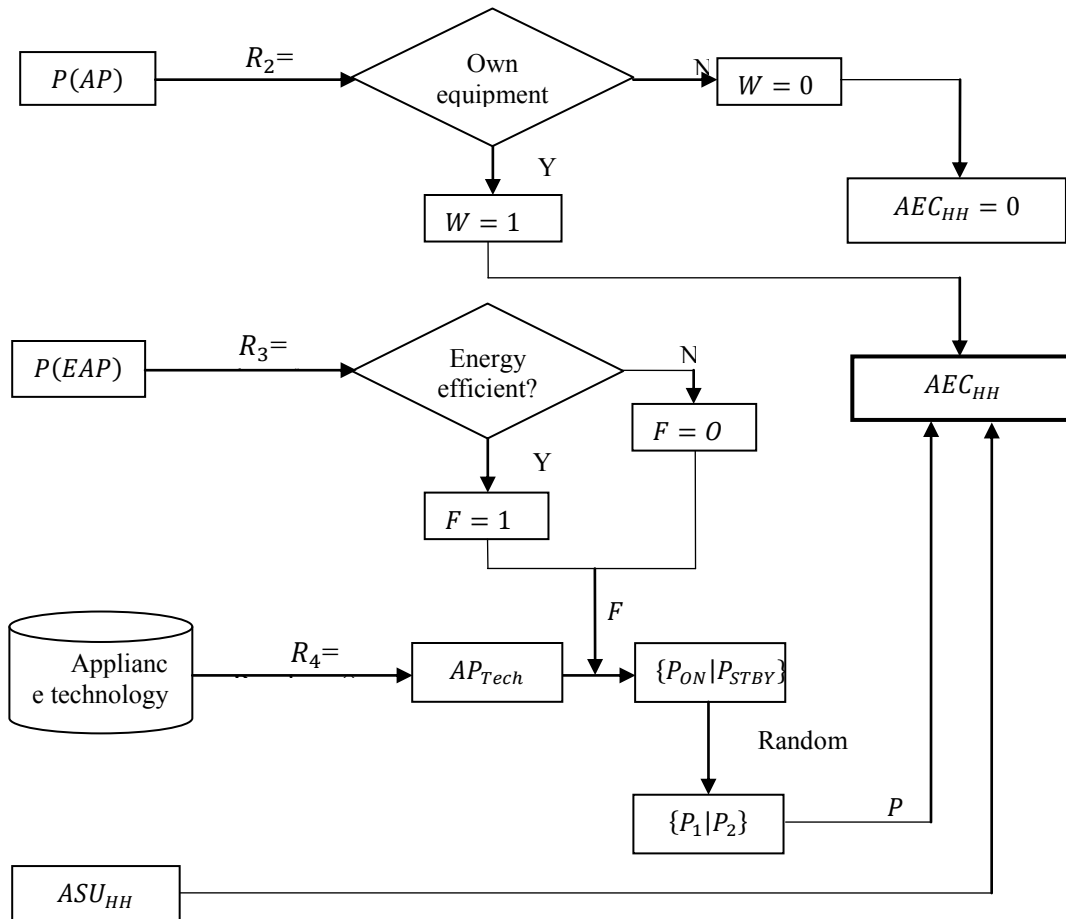 P(AP)
R₂=
Own
equipment
N
W = 0
Y
W = 1
AEC_HH = 0
P(EAP)
R₃=
Energy
efficient?
N
F = O
AEC_HH
Y
F = 1
F
Applianc
e technology
R₄=
AP_Tech
{P_ON|P_STBY}
Random
{P₁|P₂}
P
ASU_HH